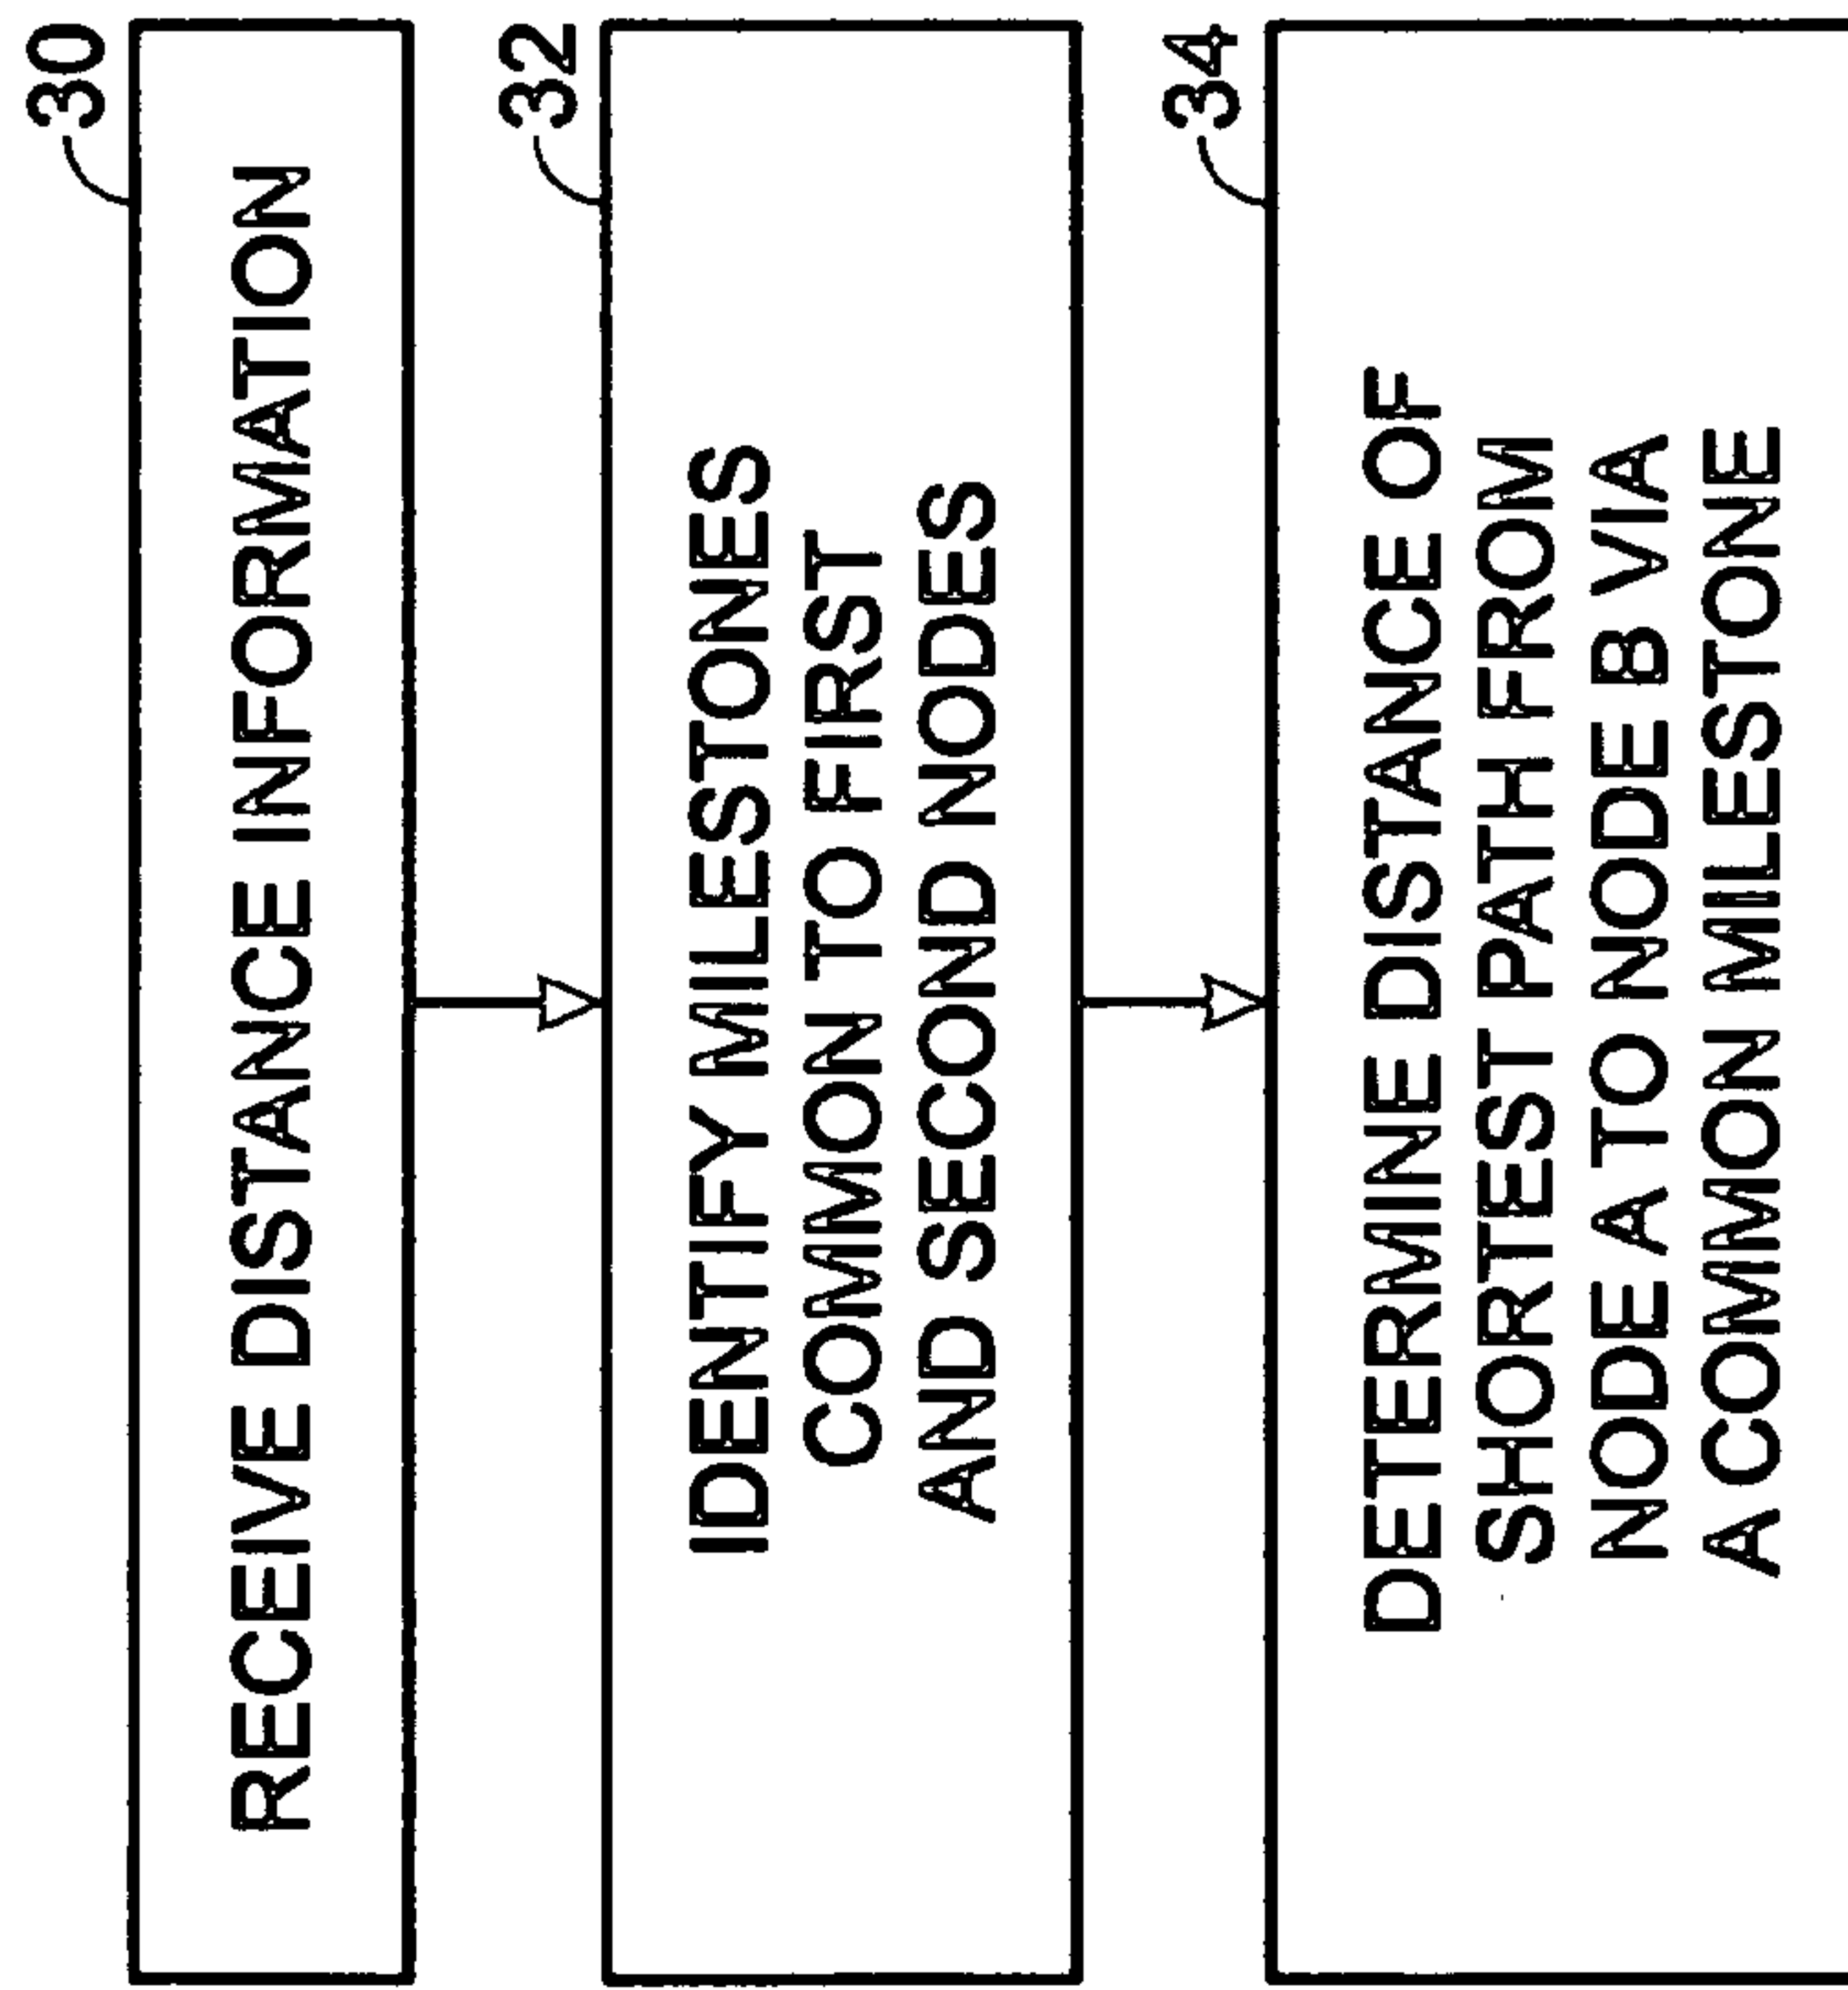 30
RECEIVE DISTANCE INFORMATION
32
IDENTIFY MILESTONES
COMMON TO FIRST
AND SECOND NODES
34
DETERMINE DISTANCE OF
SHORTEST PATH FROM
NODE A TO NODE B VIA
A COMMON MILESTONE